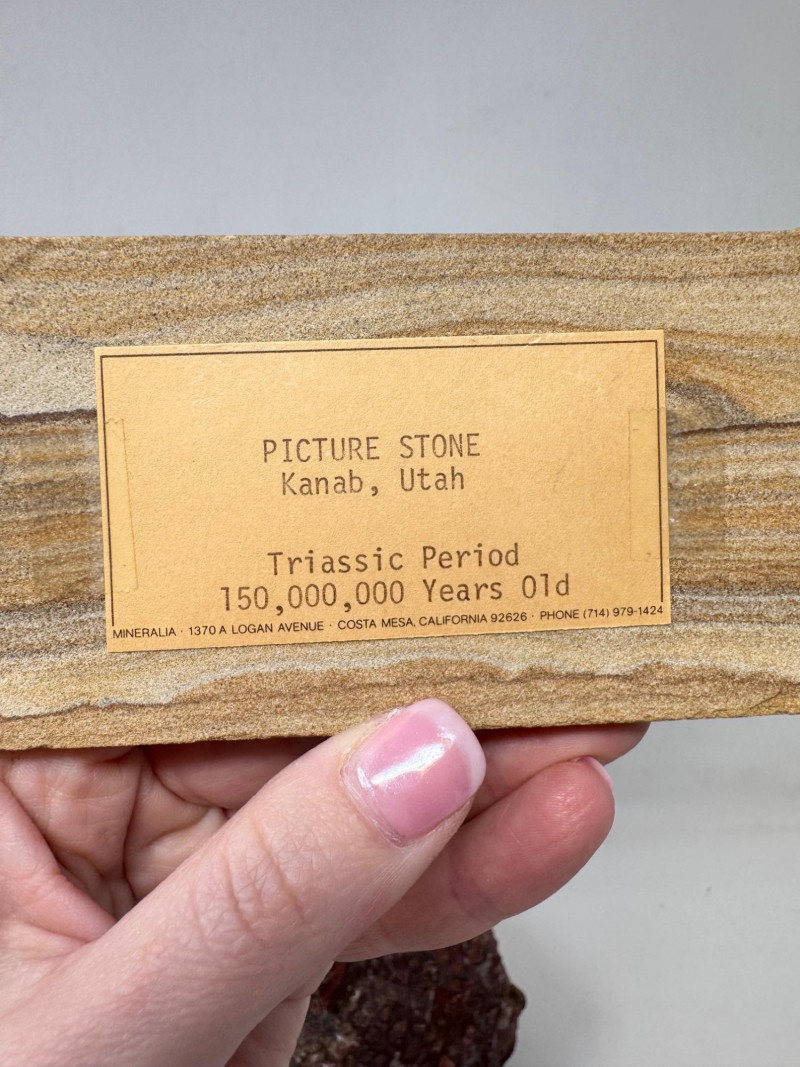 PICTURE STONE
Kanab, Utah
Triassic Period
150,000,000 Years Old
MINERALIA · 1370 A LOGAN AVENUE · COSTA MESA, CALIFORNIA 92626 · PHONE (714) 979-1424